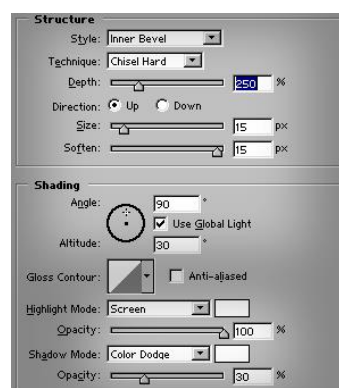 Structure
Style: Inner Bevel
Technique: Chisel Hard
Depth: 250 %
Direction: Up Down
Size: 15 px
Soften: 15 px
Shading
Angle: 90 °
Use Global Light
Altitude: 30 °
Gloss Contour: Anti-aliased
Highlight Mode: Screen
Opacity: 100 %
Shadow Mode: Color Dodge
Opacity: 30 %